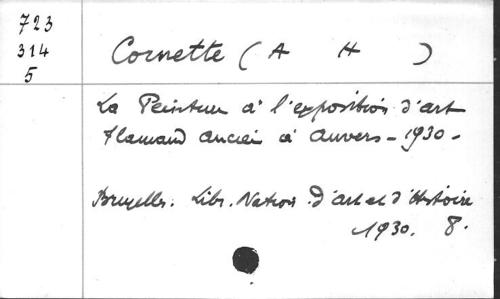 723
314
5
Cornette (A H )
La Peinture à l'exposition d'art
flamand ancien à Anvers - 1930 -
Bruxelles. Libr. Nation. d'art et d'Histoire
1930. 8.